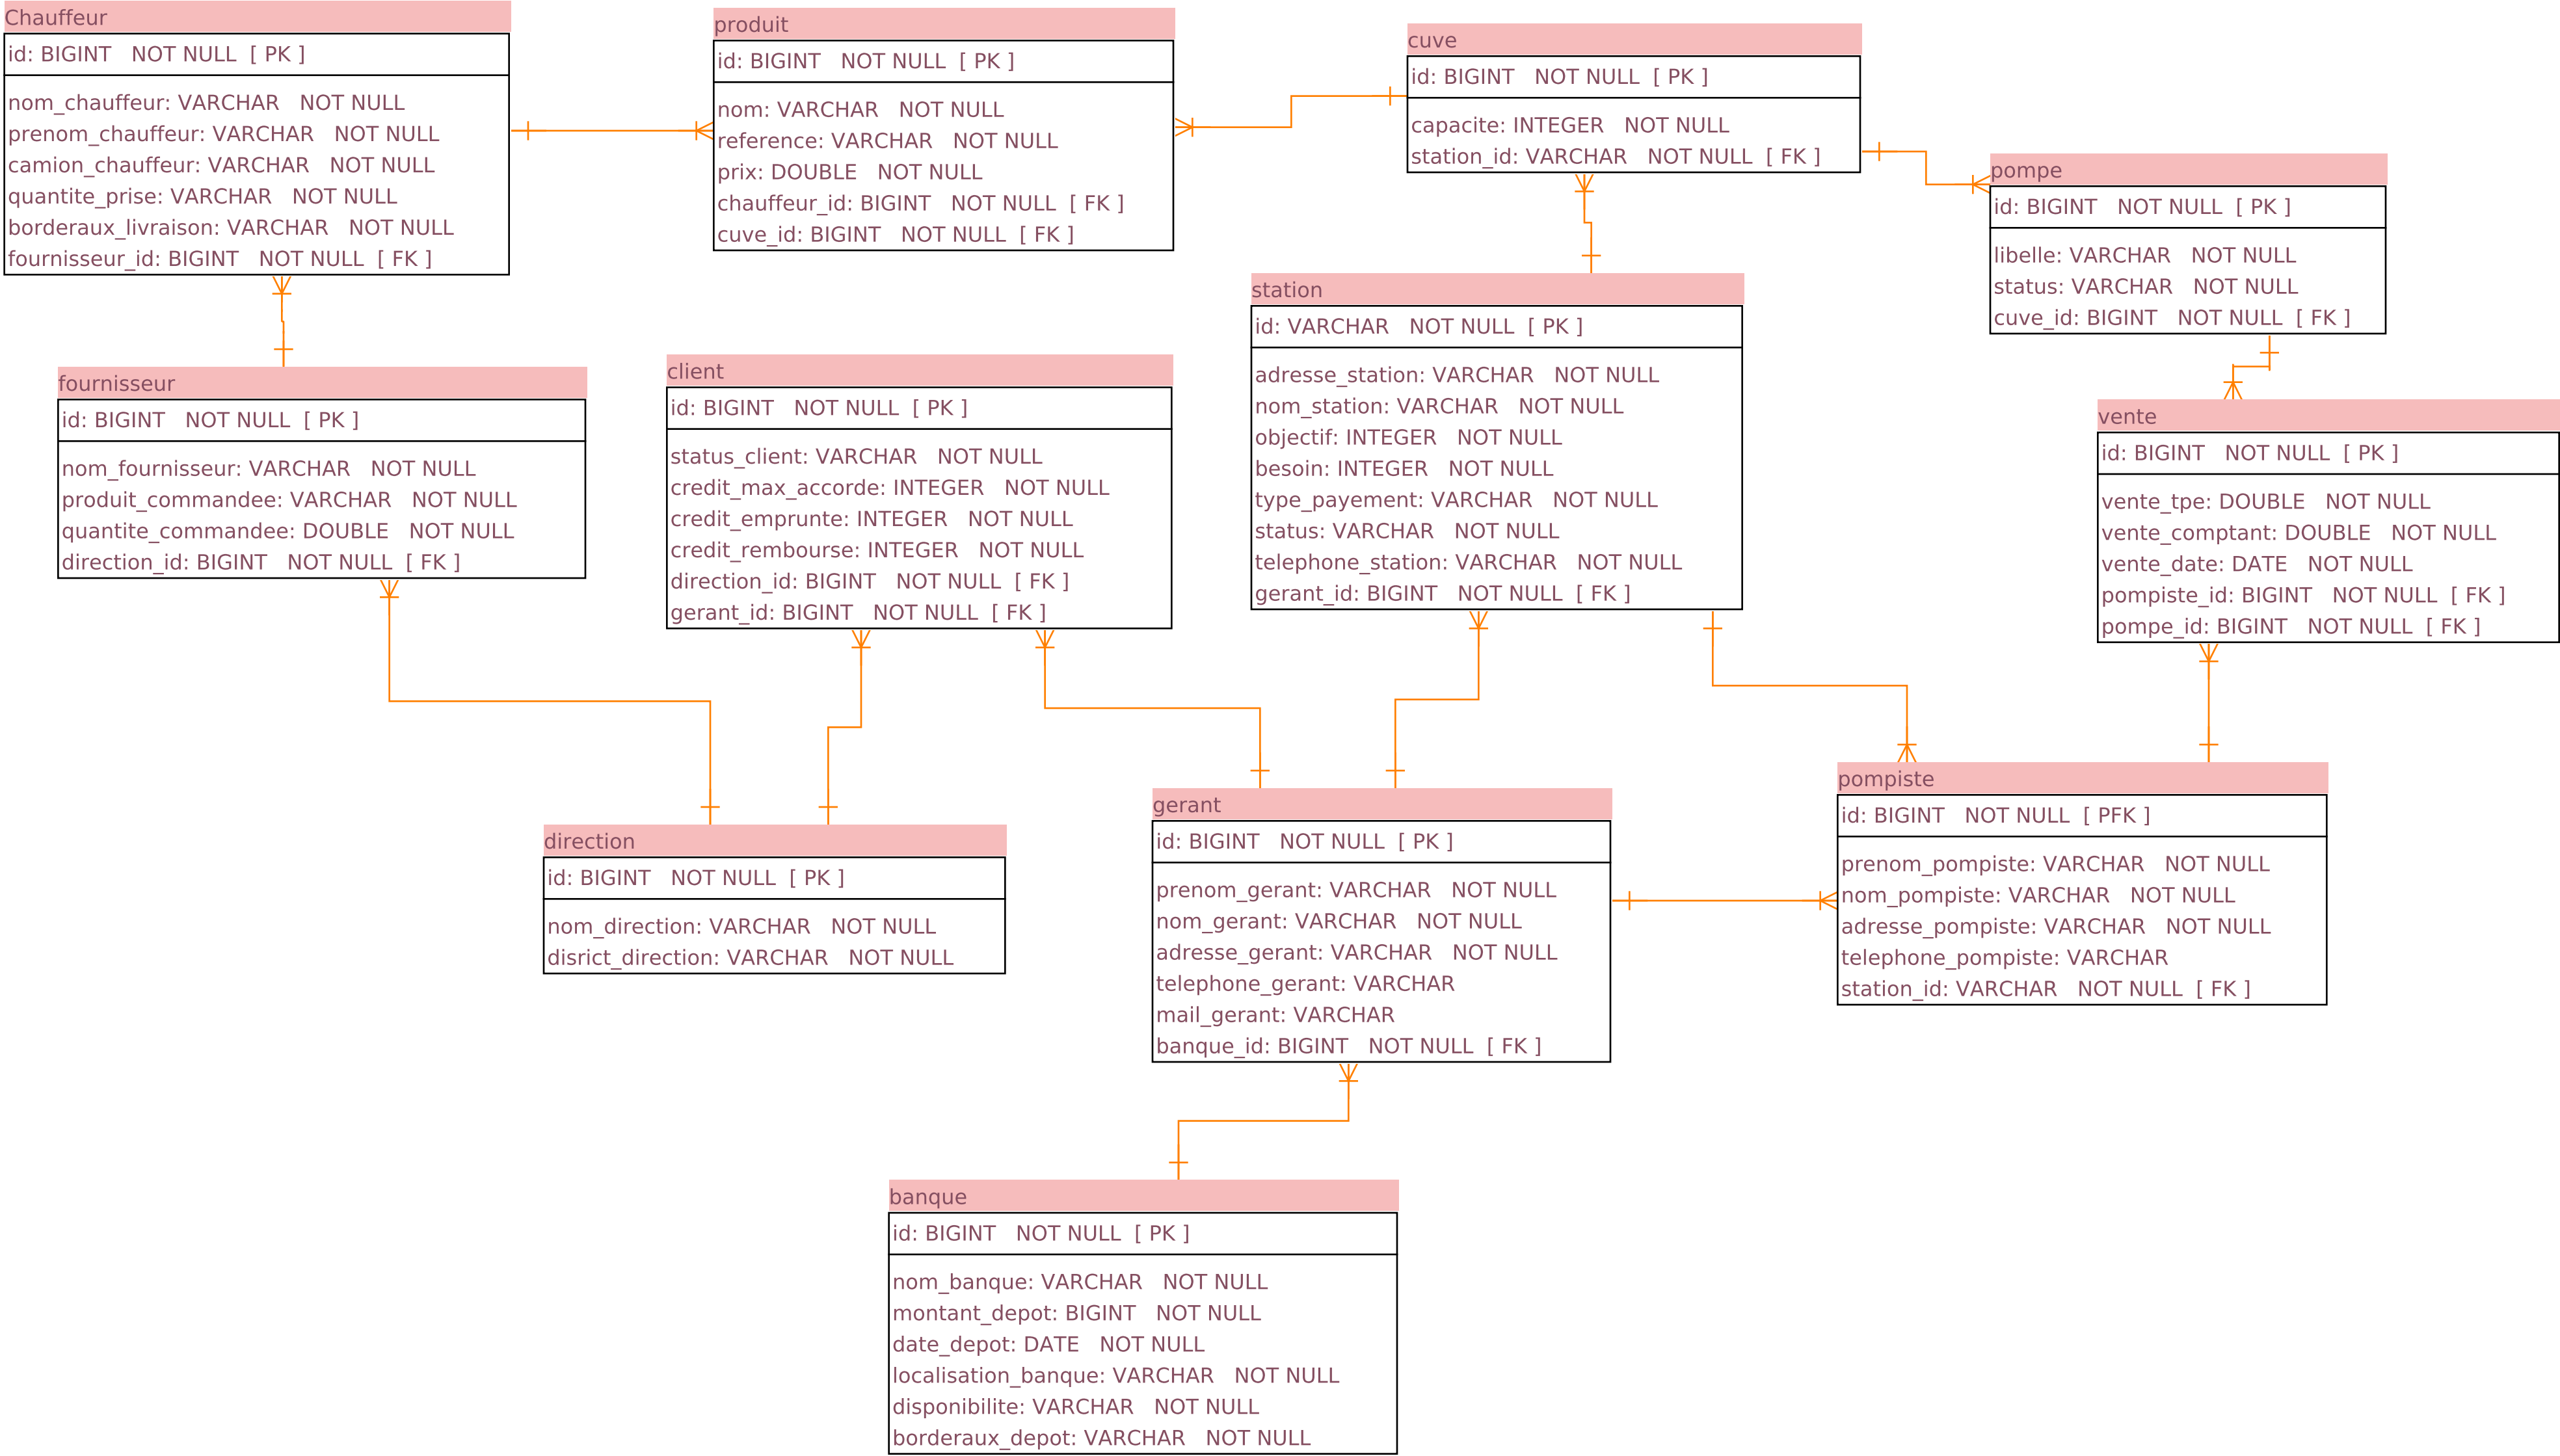 Chauffeur
id: BIGINT NOT NULL [ PK ]
nom_chauffeur: VARCHAR NOT NULL
prenom_chauffeur: VARCHAR NOT NULL
camion_chauffeur: VARCHAR NOT NULL
quantite_prise: VARCHAR NOT NULL
borderaux_livraison: VARCHAR NOT NULL
fournisseur_id: BIGINT NOT NULL [ FK ]
produit
id: BIGINT NOT NULL [ PK ]
nom: VARCHAR NOT NULL
reference: VARCHAR NOT NULL
prix: DOUBLE NOT NULL
chauffeur_id: BIGINT NOT NULL [ FK ]
cuve_id: BIGINT NOT NULL [ FK ]
cuve
id: BIGINT NOT NULL [ PK ]
capacite: INTEGER NOT NULL
station_id: VARCHAR NOT NULL [ FK ]
pompe
id: BIGINT NOT NULL [ PK ]
libelle: VARCHAR NOT NULL
status: VARCHAR NOT NULL
cuve_id: BIGINT NOT NULL [ FK ]
fournisseur
id: BIGINT NOT NULL [ PK ]
nom_fournisseur: VARCHAR NOT NULL
produit_commandee: VARCHAR NOT NULL
quantite_commandee: DOUBLE NOT NULL
direction_id: BIGINT NOT NULL [ FK ]
client
id: BIGINT NOT NULL [ PK ]
status_client: VARCHAR NOT NULL
credit_max_accorde: INTEGER NOT NULL
credit_emprunte: INTEGER NOT NULL
credit_rembourse: INTEGER NOT NULL
direction_id: BIGINT NOT NULL [ FK ]
gerant_id: BIGINT NOT NULL [ FK ]
station
id: VARCHAR NOT NULL [ PK ]
adresse_station: VARCHAR NOT NULL
nom_station: VARCHAR NOT NULL
objectif: INTEGER NOT NULL
besoin: INTEGER NOT NULL
type_payement: VARCHAR NOT NULL
status: VARCHAR NOT NULL
telephone_station: VARCHAR NOT NULL
gerant_id: BIGINT NOT NULL [ FK ]
vente
id: BIGINT NOT NULL [ PK ]
vente_tpe: DOUBLE NOT NULL
vente_comptant: DOUBLE NOT NULL
vente_date: DATE NOT NULL
pompiste_id: BIGINT NOT NULL [ FK ]
pompe_id: BIGINT NOT NULL [ FK ]
direction
id: BIGINT NOT NULL [ PK ]
nom_direction: VARCHAR NOT NULL
disrict_direction: VARCHAR NOT NULL
gerant
id: BIGINT NOT NULL [ PK ]
prenom_gerant: VARCHAR NOT NULL
nom_gerant: VARCHAR NOT NULL
adresse_gerant: VARCHAR NOT NULL
telephone_gerant: VARCHAR
mail_gerant: VARCHAR
banque_id: BIGINT NOT NULL [ FK ]
pompiste
id: BIGINT NOT NULL [ PFK ]
prenom_pompiste: VARCHAR NOT NULL
nom_pompiste: VARCHAR NOT NULL
adresse_pompiste: VARCHAR NOT NULL
telephone_pompiste: VARCHAR
station_id: VARCHAR NOT NULL [ FK ]
banque
id: BIGINT NOT NULL [ PK ]
nom_banque: VARCHAR NOT NULL
montant_depot: BIGINT NOT NULL
date_depot: DATE NOT NULL
localisation_banque: VARCHAR NOT NULL
disponibilite: VARCHAR NOT NULL
borderaux_depot: VARCHAR NOT NULL